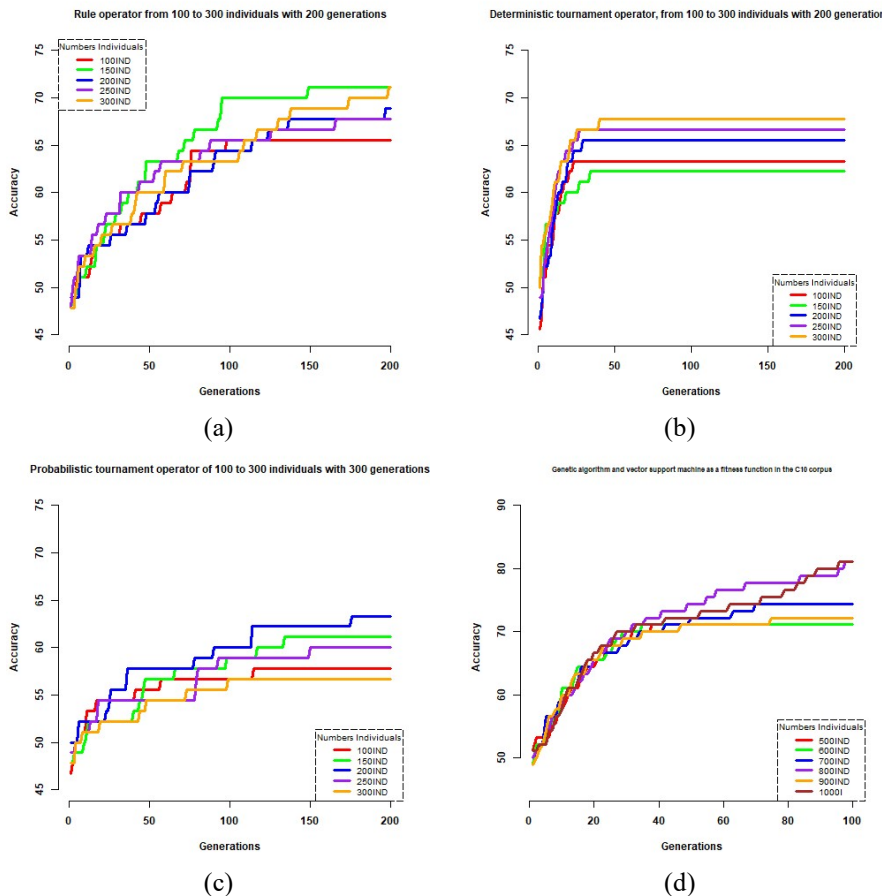 Rule operator from 100 to 300 individuals with 200 generations
75
70
65
60
55
50
45
Accuracy
Numbers Individuals
100IND
150IND
200IND
250IND
300IND
0 50 100 150 200
Generations
(a)
Deterministic tournament operator, from 100 to 300 individuals with 200 generation
75
70
65
60
55
50
45
Accuracy
Numbers Individuals
100IND
150IND
200IND
250IND
300IND
0 50 100 150 200
Generations
(b)
Probabilistic tournament operator of 100 to 300 individuals with 300 generations
75
70
65
60
55
50
45
Accuracy
Numbers Individuals
100IND
150IND
200IND
250IND
300IND
0 50 100 150 200
Generations
(c)
Genetic algorithm and vector support machine as a fitness function in the C10 corpus
90
80
70
60
50
Accuracy
Numbers Individuals
500IND
600IND
700IND
800IND
900IND
1000I
0 20 40 60 80 100
Generations
(d)